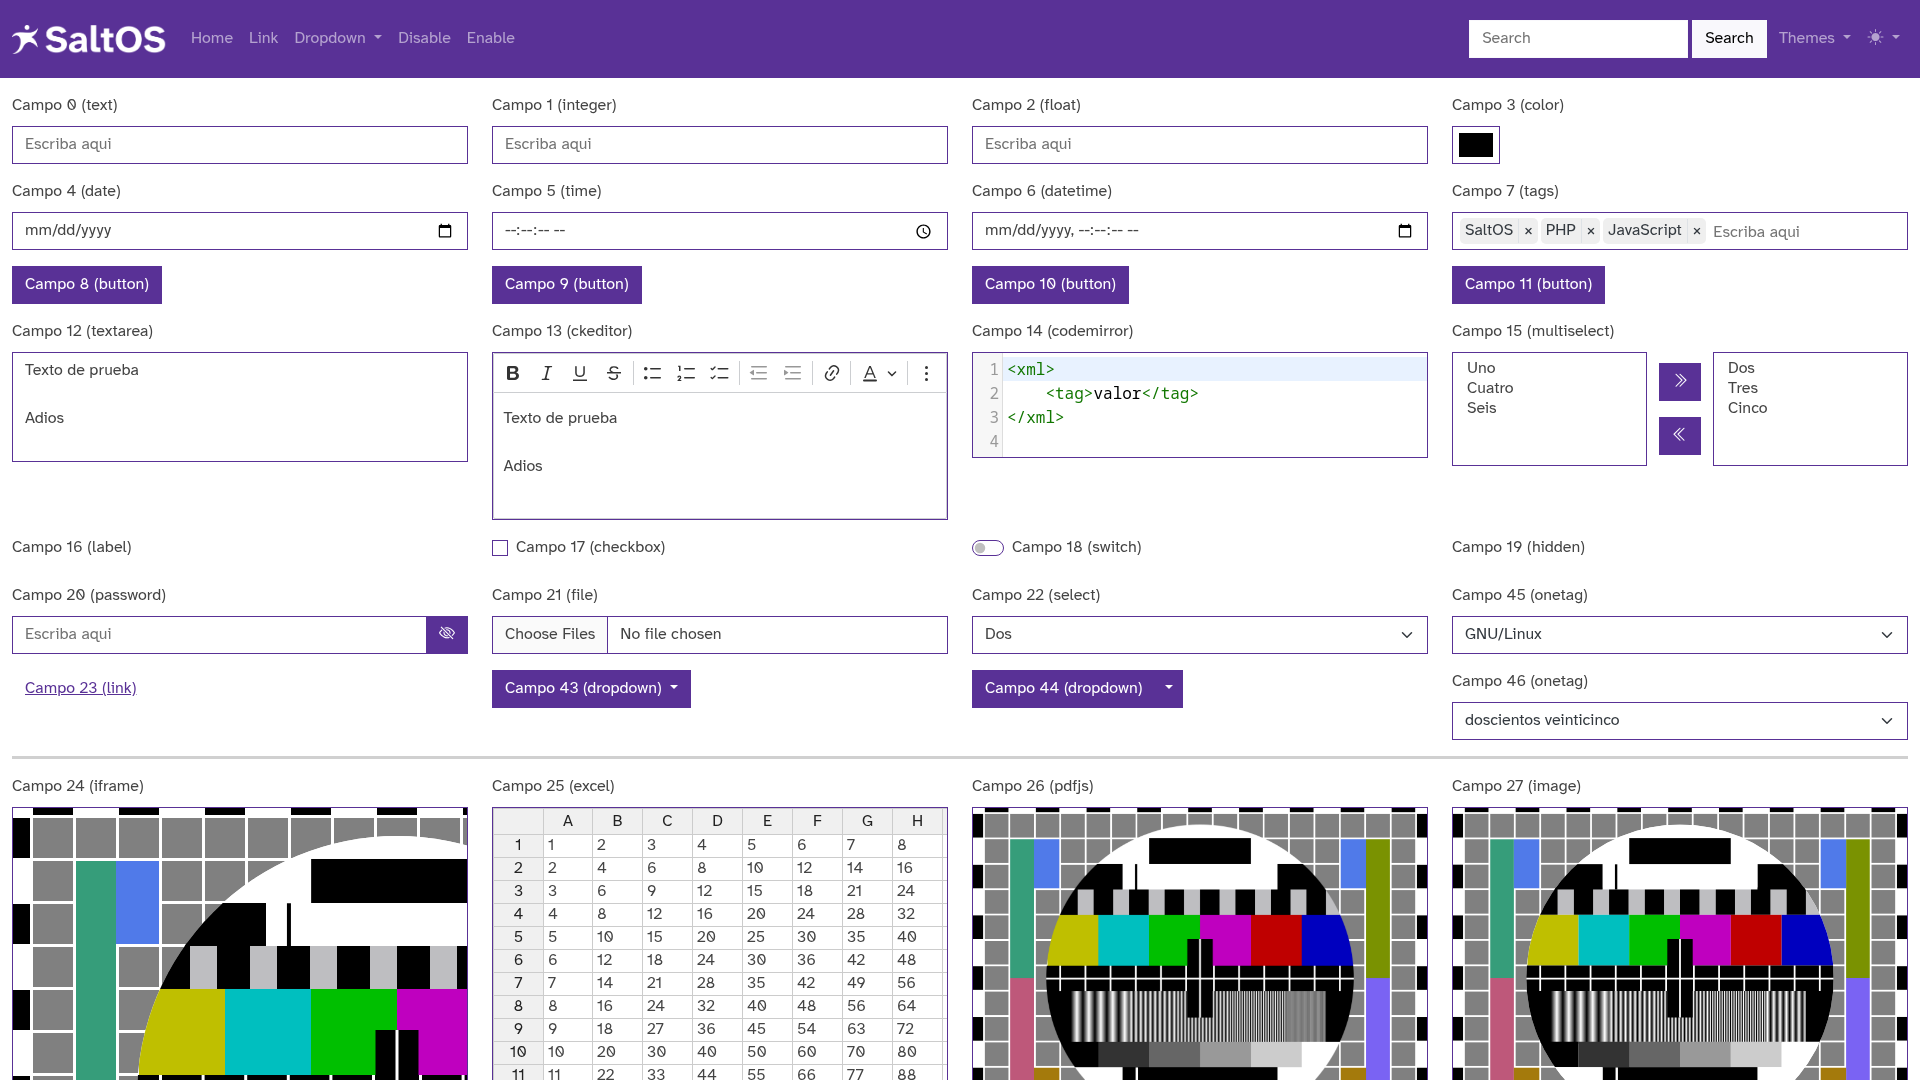 SaltOS Home Link Dropdown Disable Enable Search Search Themes
Campo 0 (text) Campo 1 (integer) Campo 2 (float) Campo 3 (color)
Escriba aqui Escriba aqui Escriba aqui
Campo 4 (date) Campo 5 (time) Campo 6 (datetime) Campo 7 (tags)
mm/dd/yyyy --:--:-- -- mm/dd/yyyy, --:--:-- -- SaltOS × PHP × JavaScript × Escriba aqui
Campo 8 (button) Campo 9 (button) Campo 10 (button) Campo 11 (button)
Campo 12 (textarea) Campo 13 (ckeditor) Campo 14 (codemirror) Campo 15 (multiselect)
Texto de prueba
Adios
B I U S A
Texto de prueba
Adios
1 <xml>
2 <tag>valor</tag>
3 </xml>
4
Uno
Cuatro
Seis
Dos
Tres
Cinco
Campo 16 (label) Campo 17 (checkbox) Campo 18 (switch) Campo 19 (hidden)
Campo 20 (password) Campo 21 (file) Campo 22 (select) Campo 45 (onetag)
Escriba aqui Choose Files No file chosen Dos GNU/Linux
Campo 23 (link) Campo 43 (dropdown) Campo 44 (dropdown) Campo 46 (onetag)
doscientos veinticinco
Campo 24 (iframe) Campo 25 (excel) Campo 26 (pdfjs) Campo 27 (image)
A B C D E F G H
1 1 2 3 4 5 6 7 8
2 2 4 6 8 10 12 14 16
3 3 6 9 12 15 18 21 24
4 4 8 12 16 20 24 28 32
5 5 10 15 20 25 30 35 40
6 6 12 18 24 30 36 42 48
7 7 14 21 28 35 42 49 56
8 8 16 24 32 40 48 56 64
9 9 18 27 36 45 54 63 72
10 10 20 30 40 50 60 70 80
11 11 22 33 44 55 66 77 88